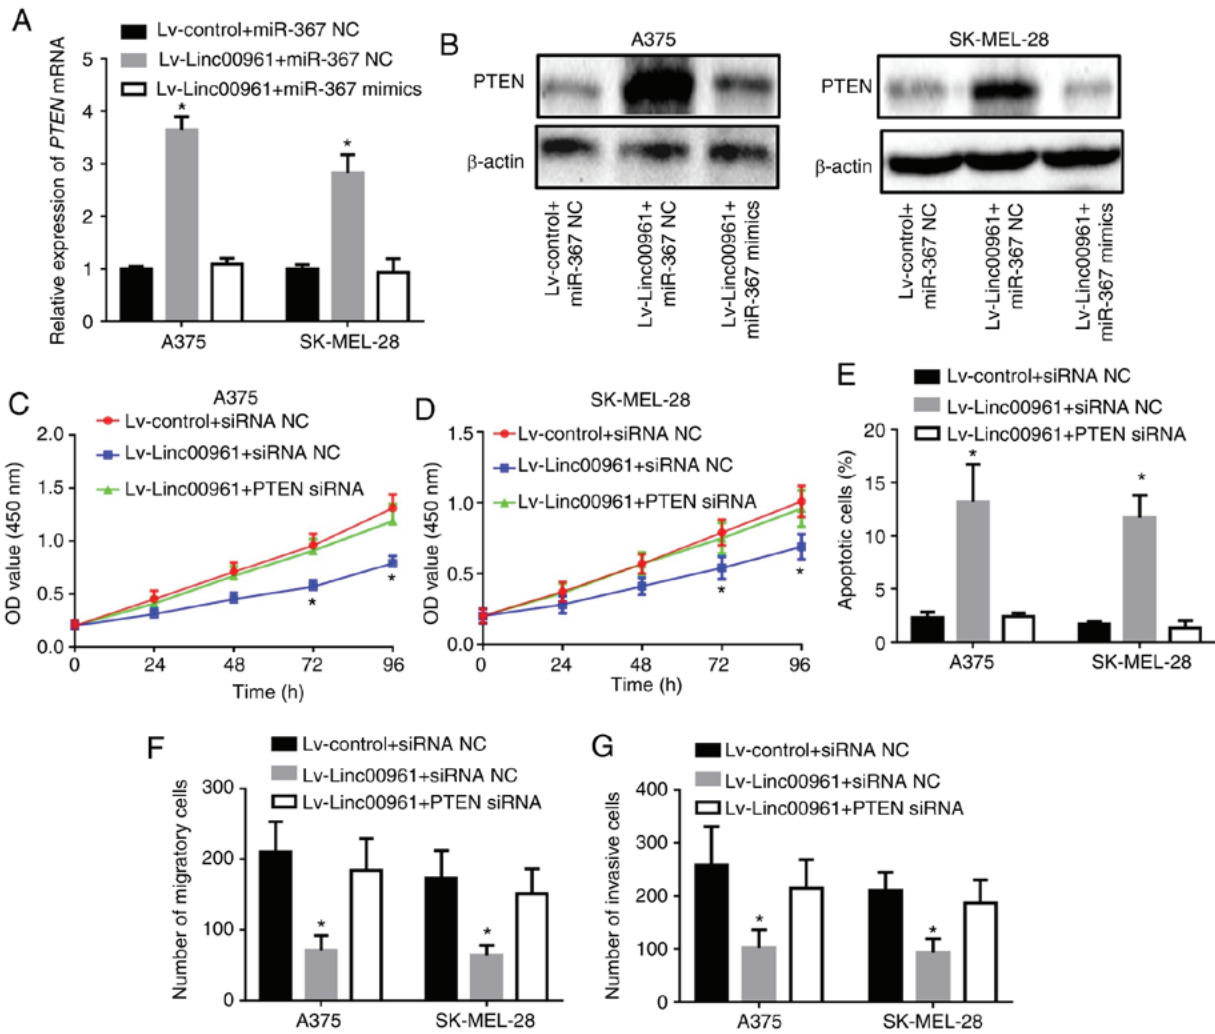 A
Lv-control+miR-367 NC
Lv-Linc00961+miR-367 NC
Lv-Linc00961+miR-367 mimics
Relative expression of PTEN mRNA
5
4
3
2
1
0
*
*
A375
SK-MEL-28
B
A375
SK-MEL-28
PTEN
PTEN
β-actin
β-actin
Lv-control+
miR-367 NC
Lv-Linc00961+
miR-367 NC
Lv-Linc00961+
miR-367 mimics
Lv-control+
miR-367 NC
Lv-Linc00961+
miR-367 NC
Lv-Linc00961+
miR-367 mimics
C
A375
Lv-control+siRNA NC
Lv-Linc00961+siRNA NC
Lv-Linc00961+PTEN siRNA
OD value (450 nm)
2.0
1.5
1.0
0.5
0.0
*
*
0 24 48 72 96
Time (h)
D
SK-MEL-28
Lv-control+siRNA NC
Lv-Linc00961+siRNA NC
Lv-Linc00961+PTEN siRNA
OD value (450 nm)
1.5
1.0
0.5
0.0
*
*
0 24 48 72 96
Time (h)
E
Lv-control+siRNA NC
Lv-Linc00961+siRNA NC
Lv-Linc00961+PTEN siRNA
Apoptotic cells (%)
20
15
10
5
0
*
*
A375
SK-MEL-28
F
Lv-control+siRNA NC
Lv-Linc00961+siRNA NC
Lv-Linc00961+PTEN siRNA
Number of migratory cells
300
200
100
0
*
*
A375
SK-MEL-28
G
Lv-control+siRNA NC
Lv-Linc00961+siRNA NC
Lv-Linc00961+PTEN siRNA
Number of invasive cells
400
300
200
100
0
*
*
A375
SK-MEL-28